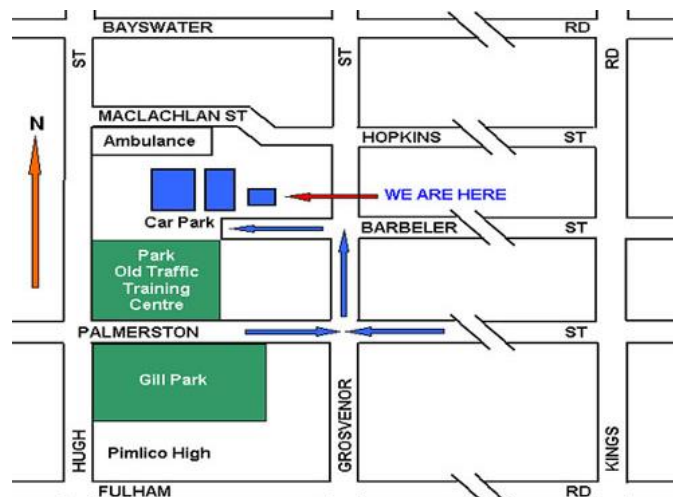 BAYSWATER RD
ST ST RD
MACLACHLAN ST
N
Ambulance
HOPKINS ST
WE ARE HERE
Car Park
BARBELER ST
Park
Old Traffic
Training
Centre
PALMERSTON ST
Gill Park
HUGH
GROSVENOR
KINGS
Pimlico High
FULHAM RD